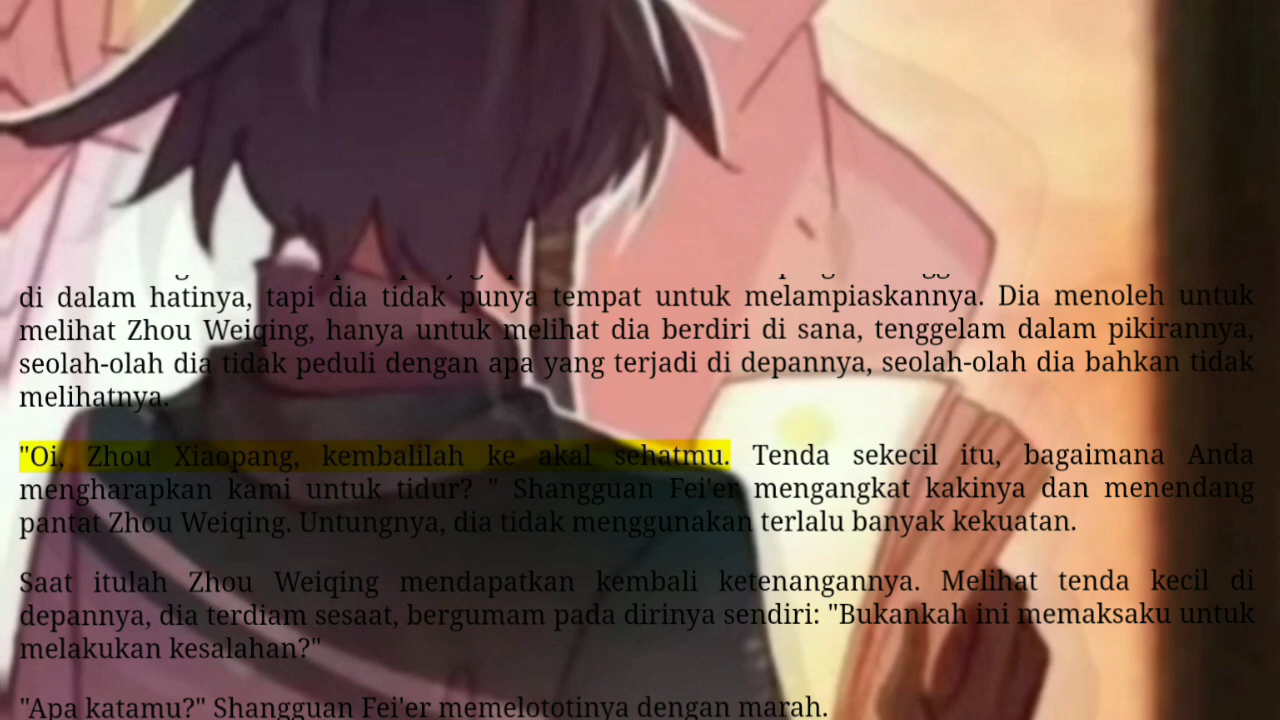 di dalam hatinya, tapi dia tidak punya tempat untuk melampiaskannya. Dia menoleh untuk
melihat Zhou Weiqing, hanya untuk melihat dia berdiri di sana, tenggelam dalam pikirannya,
seolah-olah dia tidak peduli dengan apa yang terjadi di depannya, seolah-olah dia bahkan tidak
melihatnya.
"Oi, Zhou Xiaopang, kembalilah ke akal sehatmu. Tenda sekecil itu, bagaimana Anda
mengharapkan kami untuk tidur? " Shangguan Fei'er mengangkat kakinya dan menendang
pantat Zhou Weiqing. Untungnya, dia tidak menggunakan terlalu banyak kekuatan.
Saat itulah Zhou Weiqing mendapatkan kembali ketenangannya. Melihat tenda kecil di
depannya, dia terdiam sesaat, bergumam pada dirinya sendiri: "Bukankah ini memaksaku untuk
melakukan kesalahan?"
"Apa katamu?" Shangguan Fei'er memelototinya dengan marah.